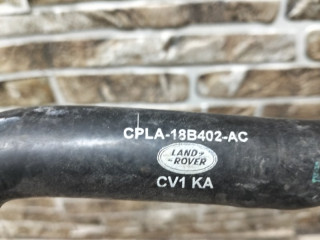 CPLA-18B402-AC
LAND-
ROVER
CV1 KA